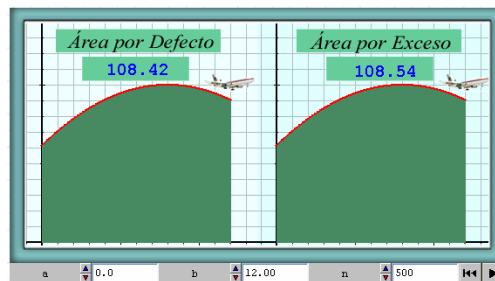 Área por Defecto
108.42
Área por Exceso
108.54
a 0.0 b 12.00 n 500